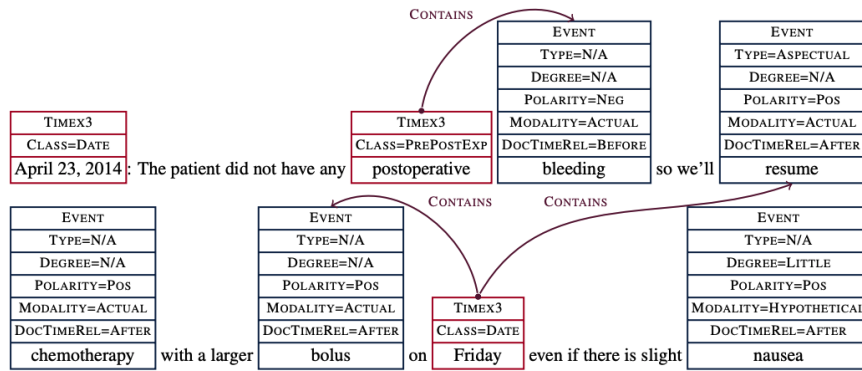 CONTAINS
EVENT EVENT
TYPE=N/A TYPE=ASPECTUAL
DEGREE=N/A DEGREE=N/A
TIMEX3 TIMEX3 POLARITY=NEG POLARITY=POS
CLASS=DATE CLASS=PREPOSTEXP MODALITY=ACTUAL MODALITY=ACTUAL
DOCTIMEREL=BEFORE DOCTIMEREL=AFTER
April 23, 2014 : The patient did not have any postoperative bleeding so we'll resume
CONTAINS CONTAINS
EVENT EVENT EVENT
TYPE=N/A TYPE=N/A TYPE=N/A
DEGREE=N/A DEGREE=N/A DEGREE=LITTLE
POLARITY=POS POLARITY=POS POLARITY=POS
MODALITY=ACTUAL MODALITY=ACTUAL TIMEX3 MODALITY=HYPOTHETICAL
DOCTIMEREL=AFTER DOCTIMEREL=AFTER CLASS=DATE DOCTIMEREL=AFTER
chemotherapy with a larger bolus on Friday even if there is slight nausea